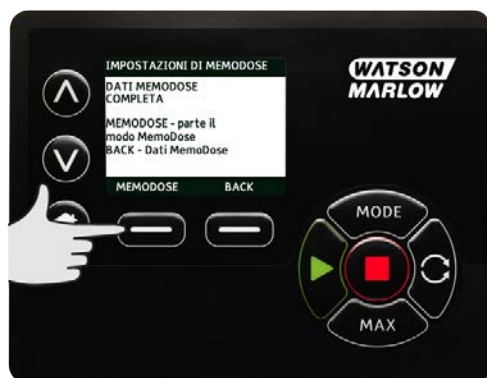 IMPOSTAZIONI DI MEMODOSE
DATI MEMODOSE
COMPLETA
MEMODOSE - parte il
modo MemoDose
BACK - Dati MemoDose
MEMODOSE BACK
WATSON
MARLOW
MODE
MAX